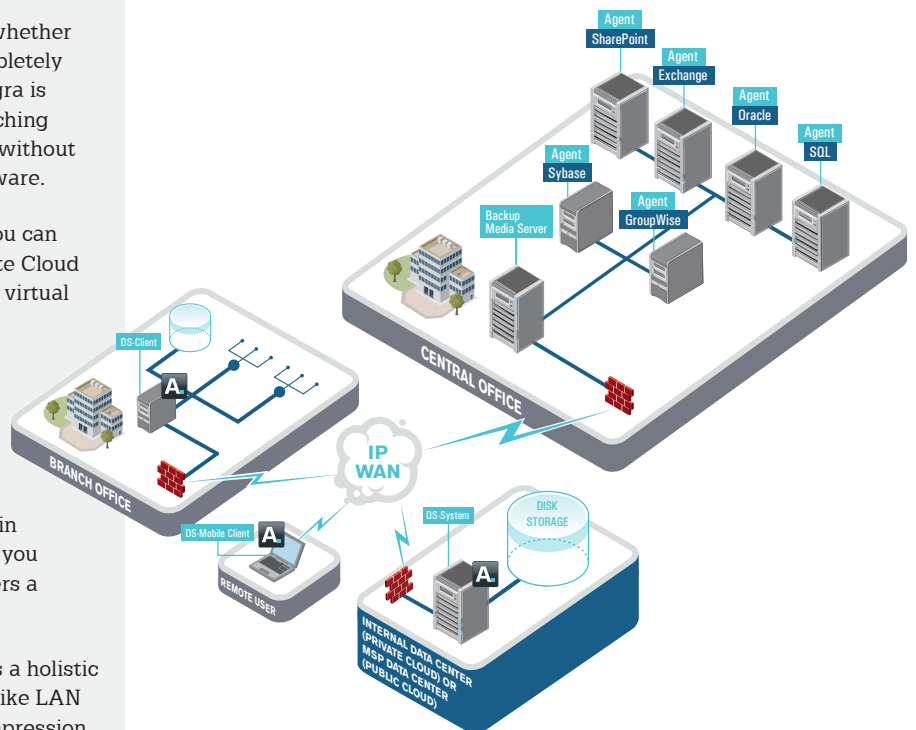 whether
pletely
gra is
ching
without
ware.
ou can
te Cloud
virtual
in
you
ers a
s a holistic
ike LAN
pression
Agent
SharePoint
Agent
Exchange
Agent
Oracle
Agent
SQL
Agent
Sybase
Agent
GroupWise
Backup
Media Server
CENTRAL OFFICE
DS-Client
A.
BRANCH OFFICE
IP
WAN
DS-Mobile Client
A.
REMOTE USER
DS-System
A.
DISK
STORAGE
INTERNAL DATA CENTER
(PRIVATE CLOUD) OR
MSP DATA CENTER
(PUBLIC CLOUD)